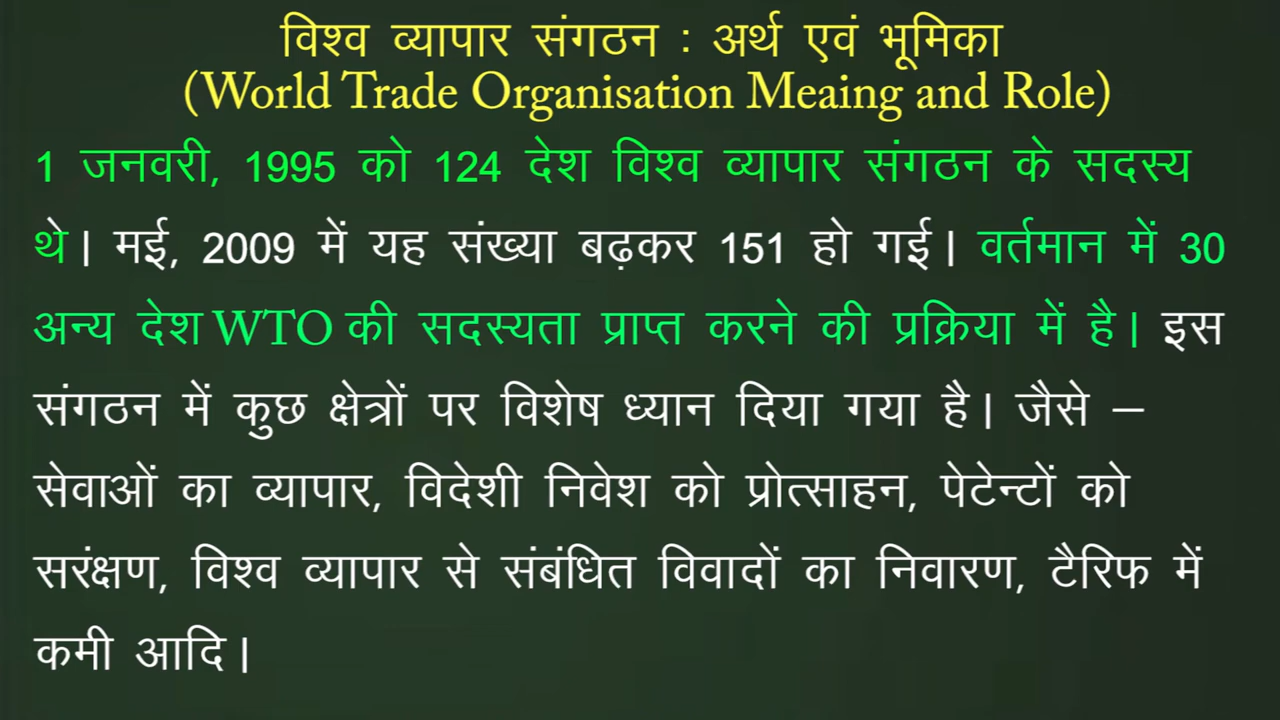 विश्व व्यापार संगठन : अर्थ एवं भूमिका
(World Trade Organisation Meaing and Role)
1 जनवरी, 1995 को 124 देश विश्व व्यापार संगठन के सदस्य
थे। मई, 2009 में यह संख्या बढ़कर 151 हो गई। वर्तमान में 30
अन्य देश WTO की सदस्यता प्राप्त करने की प्रक्रिया में है। इस
संगठन में कुछ क्षेत्रों पर विशेष ध्यान दिया गया है। जैसे –
सेवाओं का व्यापार, विदेशी निवेश को प्रोत्साहन, पेटेन्टों को
सरंक्षण, विश्व व्यापार से संबंधित विवादों का निवारण, टैरिफ में
कमी आदि।